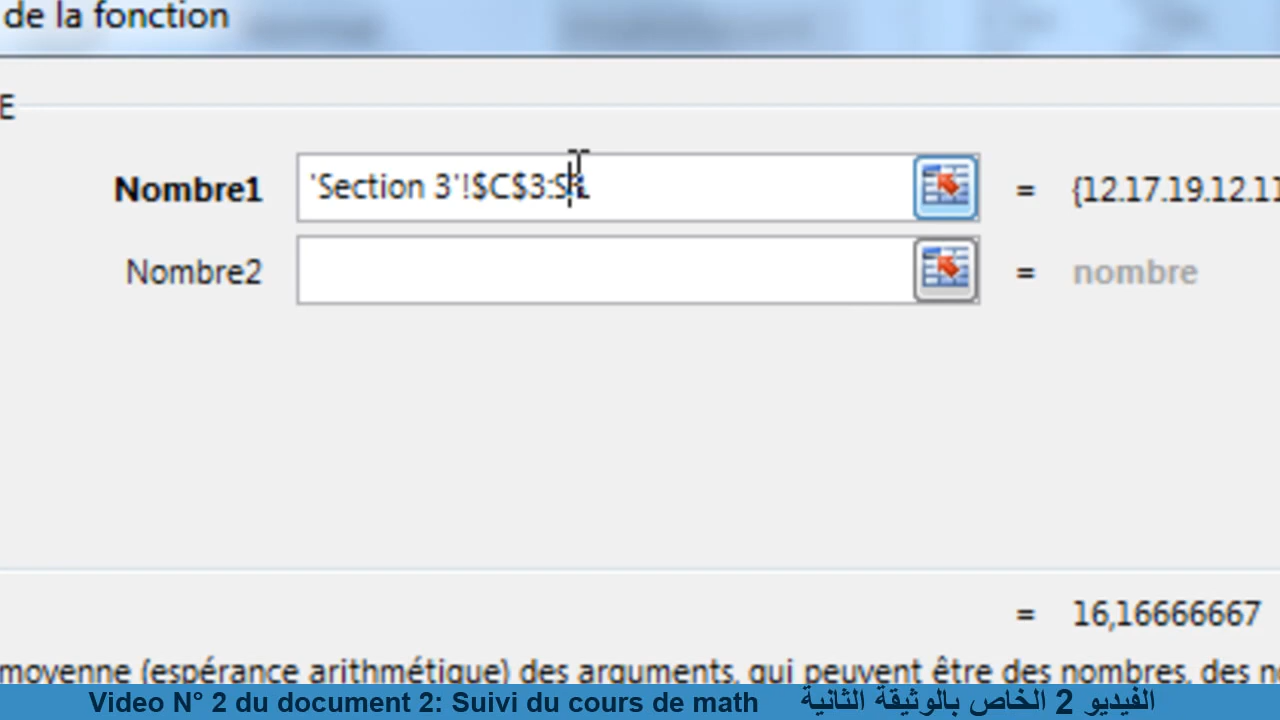 de la fonction
E
Nombre1 'Section 3'!$C$3:$ = {12.17.19.12.11
Nombre2 = nombre
= 16,16666667
moyenne (espérance arithmétique) des arguments, qui peuvent être des nombres, des
Video N° 2 du document 2: Suivi du cours de math الفيديو 2 الخاص بالوثيقة الثانية